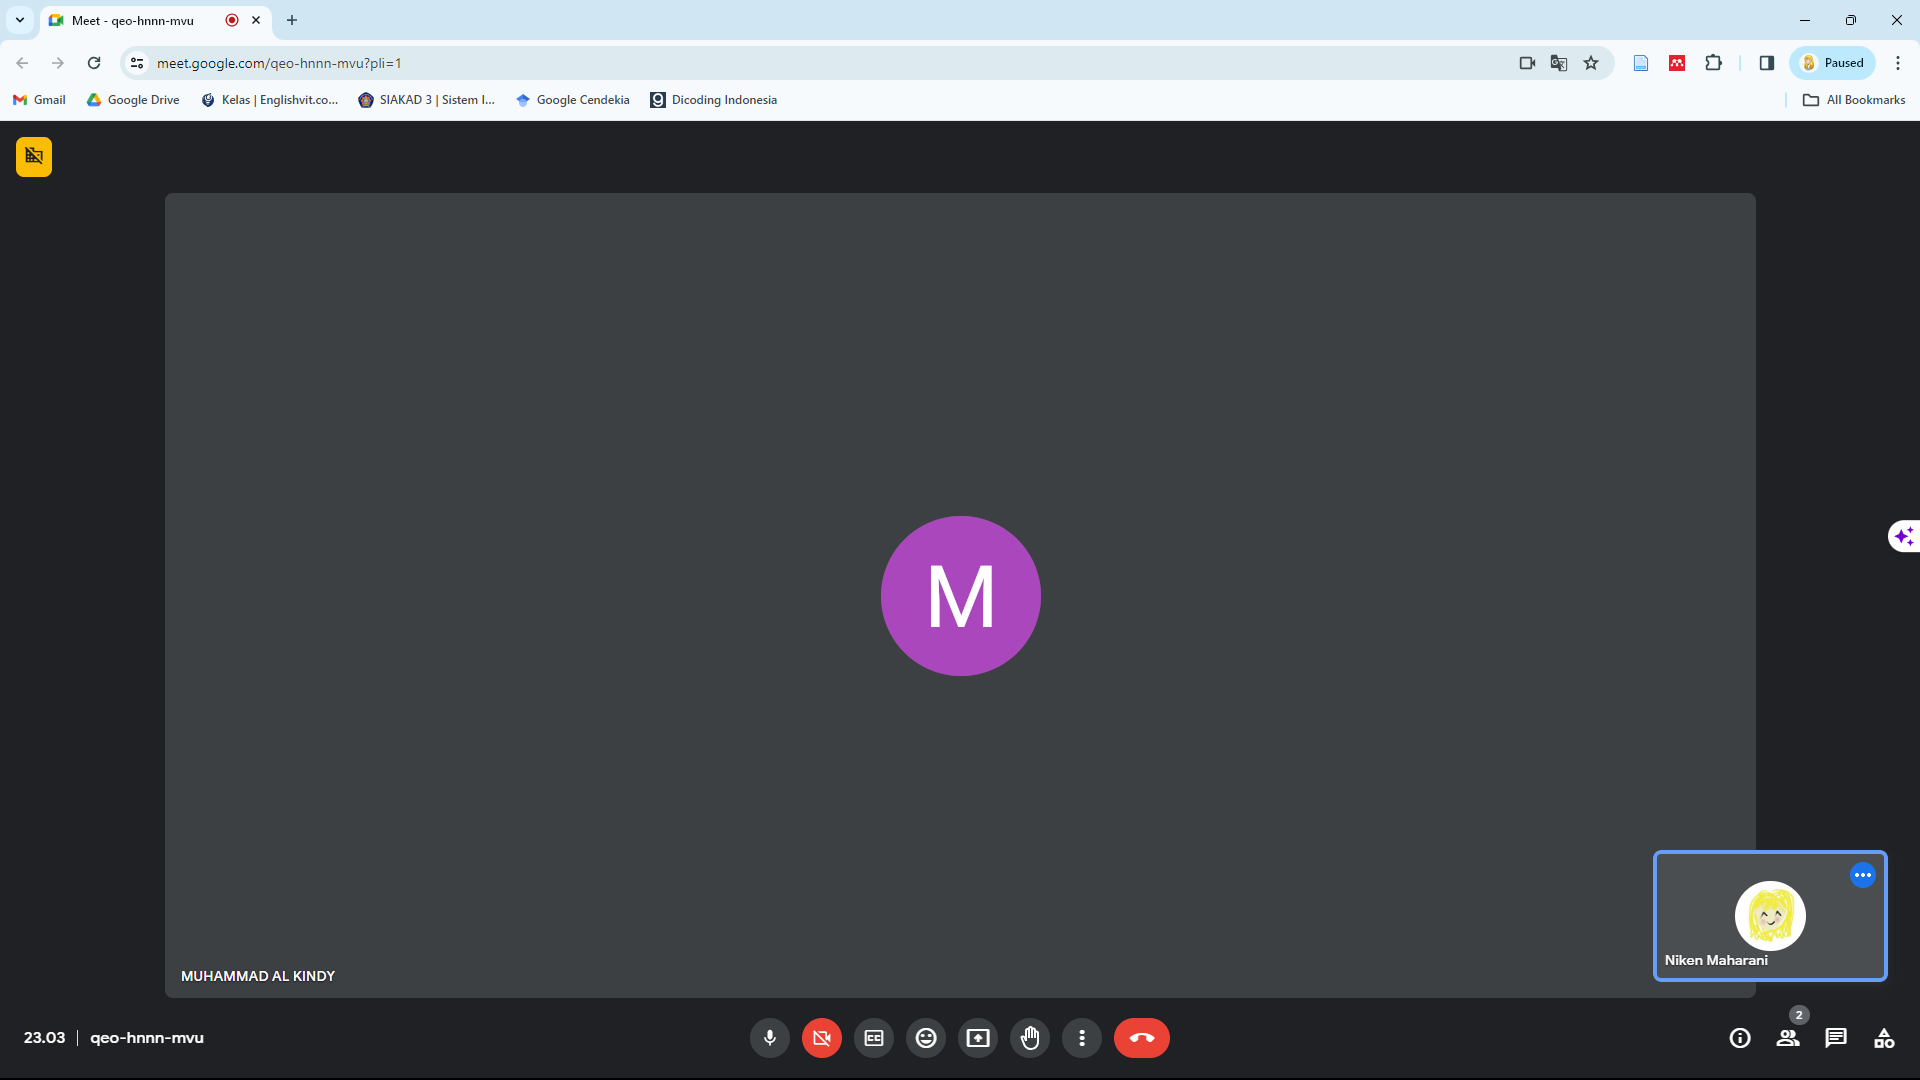 Meet - qeo-hnnn-mvu
meet.google.com/qeo-hnnn-mvu?pli=1
Paused
Gmail
Google Drive
Kelas | Englishvit.co...
SIAKAD 3 | Sistem I...
Google Cendekia
Dicoding Indonesia
All Bookmarks
M
Niken Maharani
MUHAMMAD AL KINDY
2
23.03 | qeo-hnnn-mvu
CC